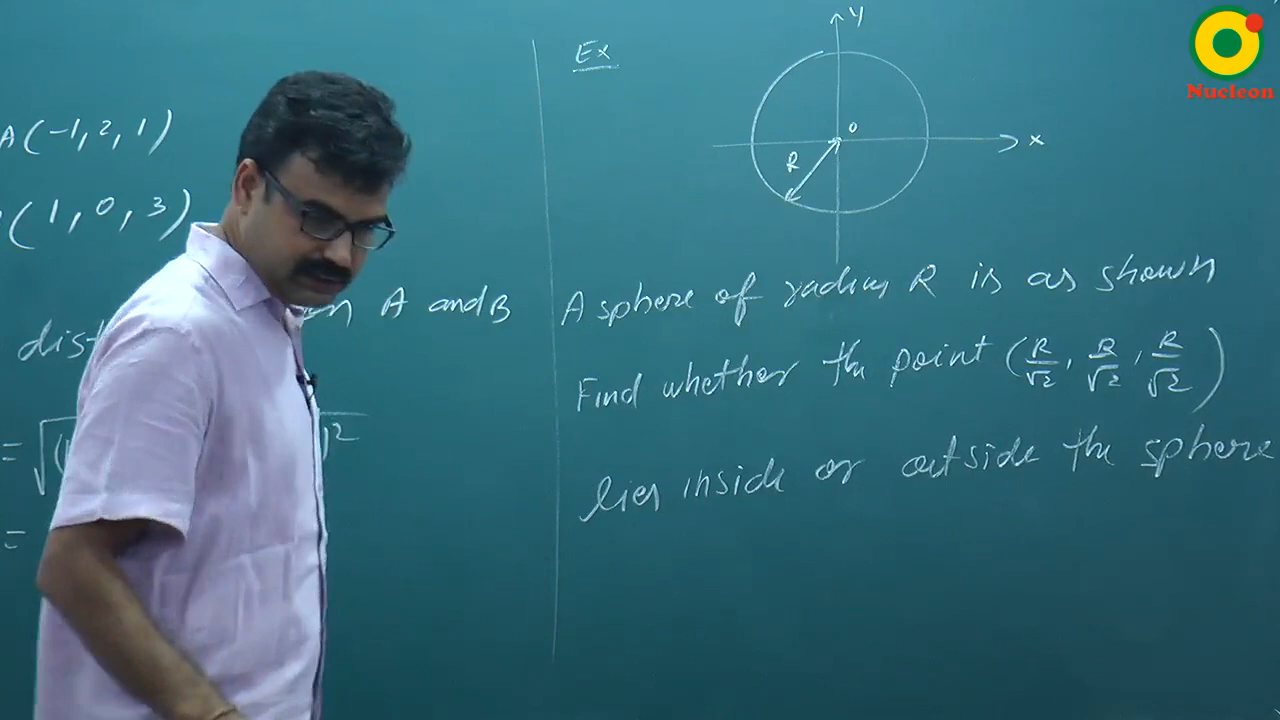 A(-1, 2, 1)
(1, 0, 3)
A and B
=
=
Ex
y
o
x
R
A sphere of radius R is as shown
Find whether the point (R/√2, R/√2, R/√2)
lies inside or outside the sphere
Nucleon